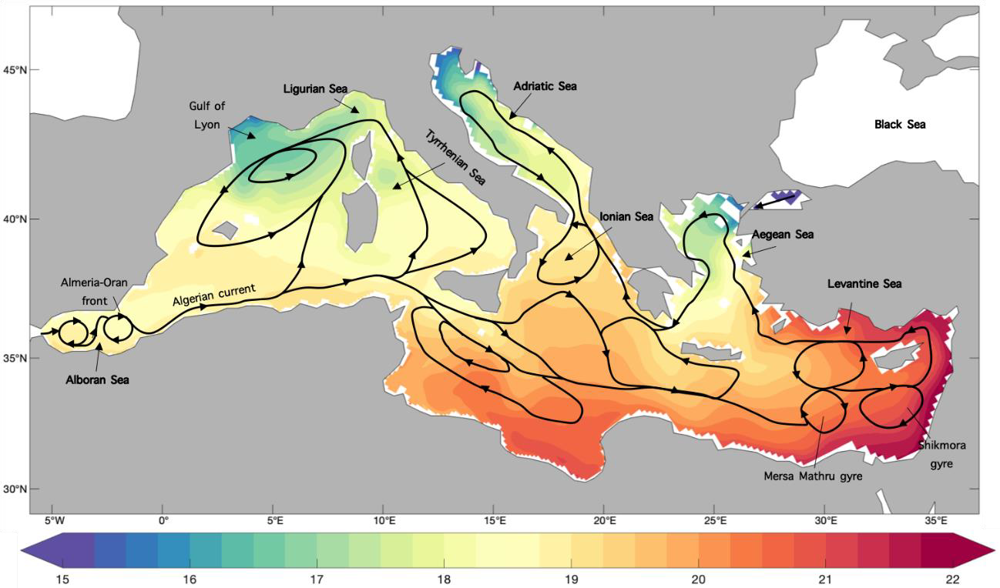 45°N
40°N
35°N
30°N
Gulf of
Lyon
Ligurian Sea
Tyrrhenian Sea
Adriatic Sea
Black Sea
Ionian Sea
Aegean Sea
Levantine Sea
Almeria-Oran
front
Algerian current
Alboran Sea
Mersa Mathru gyre
Shikmora
gyre
5°W 0° 5°E 10°E 15°E 20°E 25°E 30°E 35°E
15 16 17 18 19 20 21 22